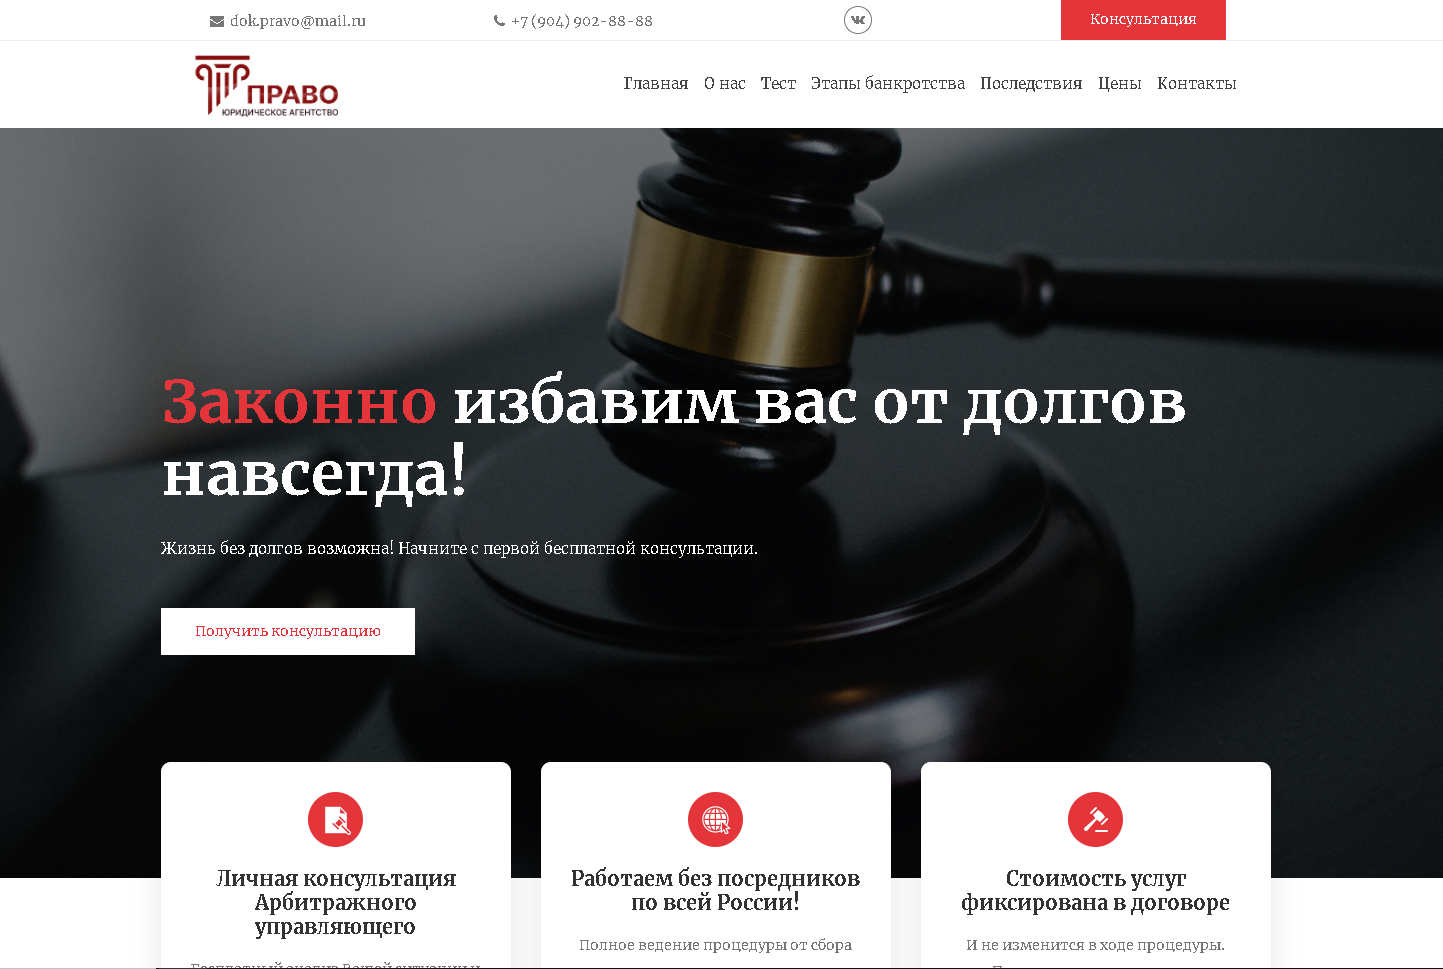 dok.pravo@mail.ru
+7 (904) 902-88-88
Консультация
ПРАВО
ЮРИДИЧЕСКОЕ АГЕНТСТВО
Главная О нас Тест Этапы банкротства Последствия Цены Контакты
Законно избавим вас от долгов
навсегда!
Жизнь без долгов возможна! Начните с первой бесплатной консультации.
Получить консультацию
Личная консультация
Арбитражного
управляющего
Работаем без посредников
по всей России!
Полное ведение процедуры от сбора
Стоимость услуг
фиксирована в договоре
И не изменится в ходе процедуры.